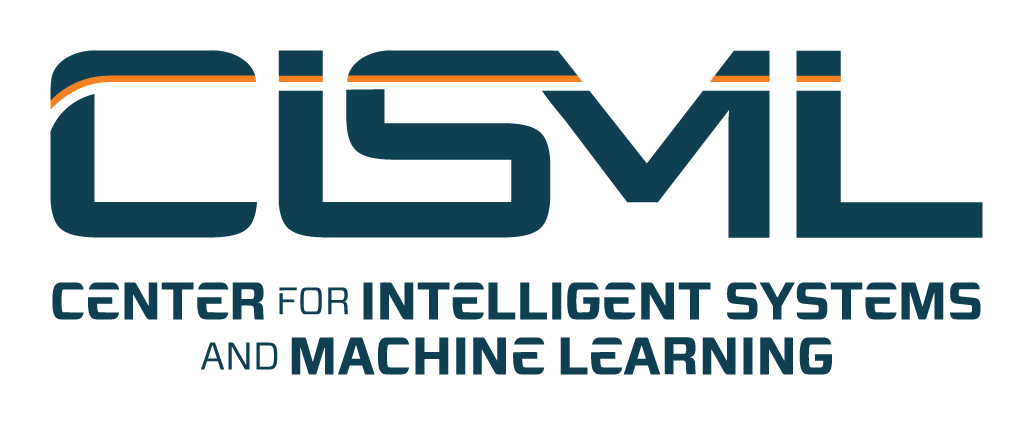 CISML
CENTER FOR INTELLIGENT SYSTEMS
AND MACHINE LEARNING